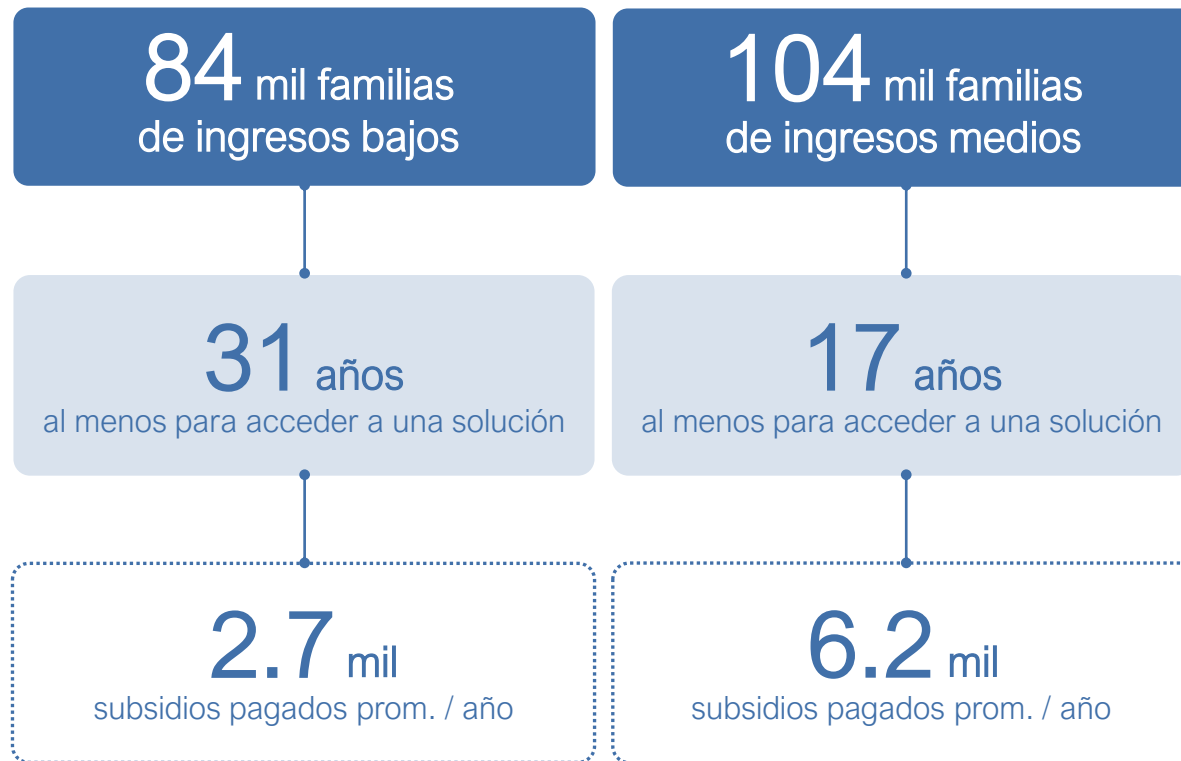 84 mil familias
de ingresos bajos
31 años
al menos para acceder a una solución
2.7 mil
subsidios pagados prom. / año
104 mil familias
de ingresos medios
17 años
al menos para acceder a una solución
6.2 mil
subsidios pagados prom. / año